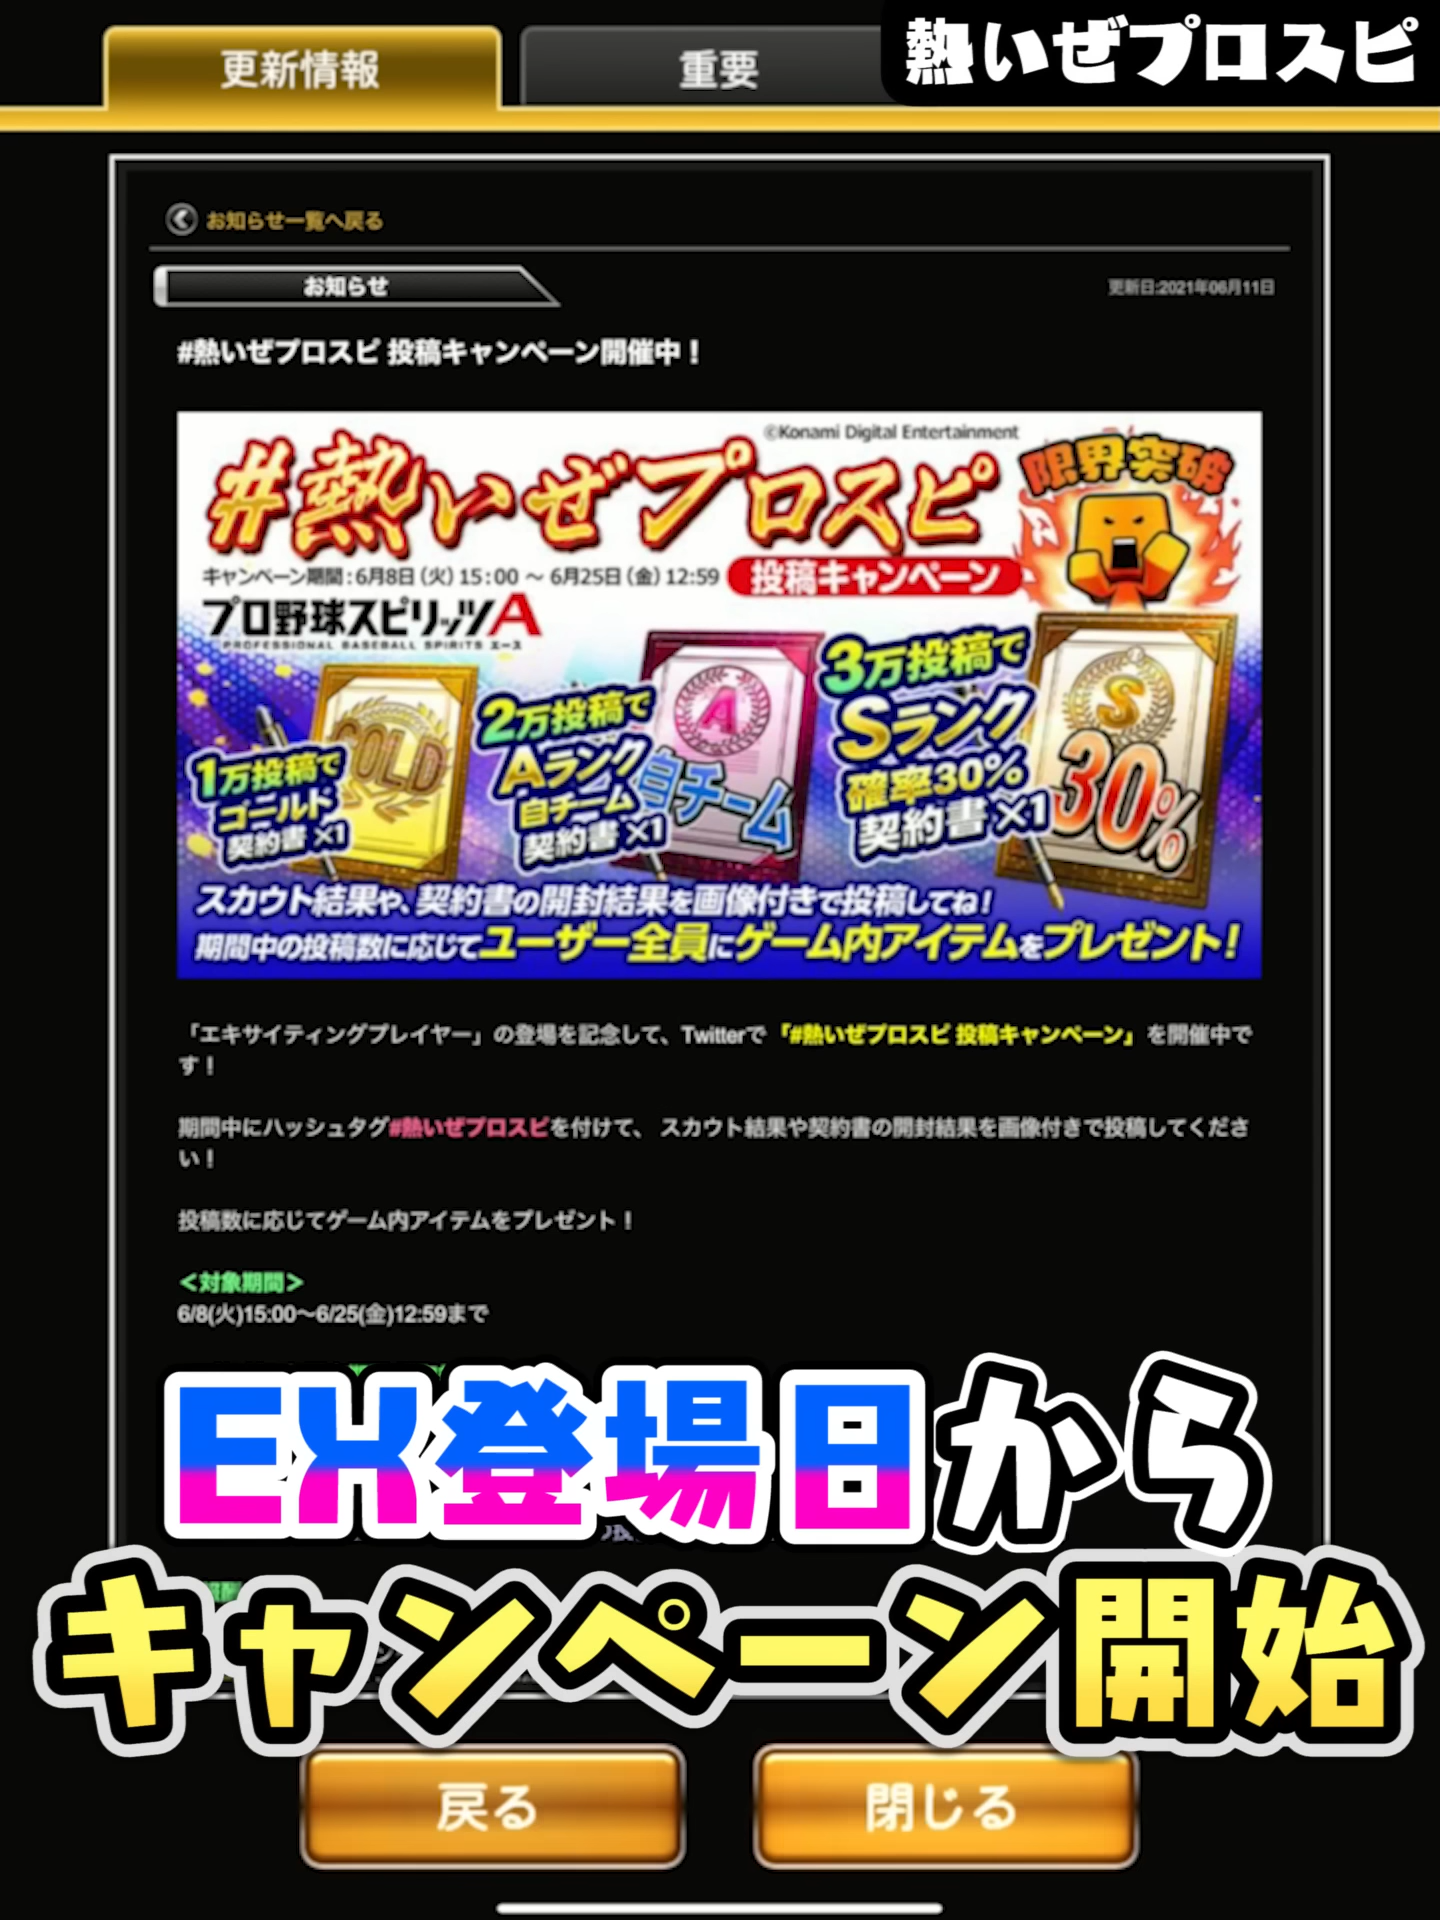 更新情報
重要
熱いぜプロスピ
お知らせ一覧へ戻る
お知らせ
更新日:2021年06月11日
#熱いぜプロスピ 投稿キャンペーン開催中！
©Konami Digital Entertainment
#熱いぜプロスピ
限界突破
キャンペーン期間:6月8日(火)15:00 〜 6月25日(金)12:59
投稿キャンペーン
プロ野球スピリッツA
PROFESSIONAL BASEBALL SPIRITS エース
1万投稿で
ゴールド
契約書 ×1
GOLD
2万投稿で
Aランク
自チーム
契約書 ×1
A
自チーム
3万投稿で
Sランク
確率30%
契約書 ×1
S
30%
スカウト結果や、契約書の開封結果を画像付きで投稿してね！
期間中の投稿数に応じてユーザー全員にゲーム内アイテムをプレゼント！
「エキサイティングプレイヤー」の登場を記念して、Twitterで「#熱いぜプロスピ 投稿キャンペーン」を開催中で
す！
期間中にハッシュタグ#熱いぜプロスピを付けて、 スカウト結果や契約書の開封結果を画像付きで投稿してくださ
い！
投稿数に応じてゲーム内アイテムをプレゼント！
＜対象期間＞
6/8(火)15:00〜6/25(金)12:59まで
EX登場日から
キャンペーン開始
戻る
閉じる